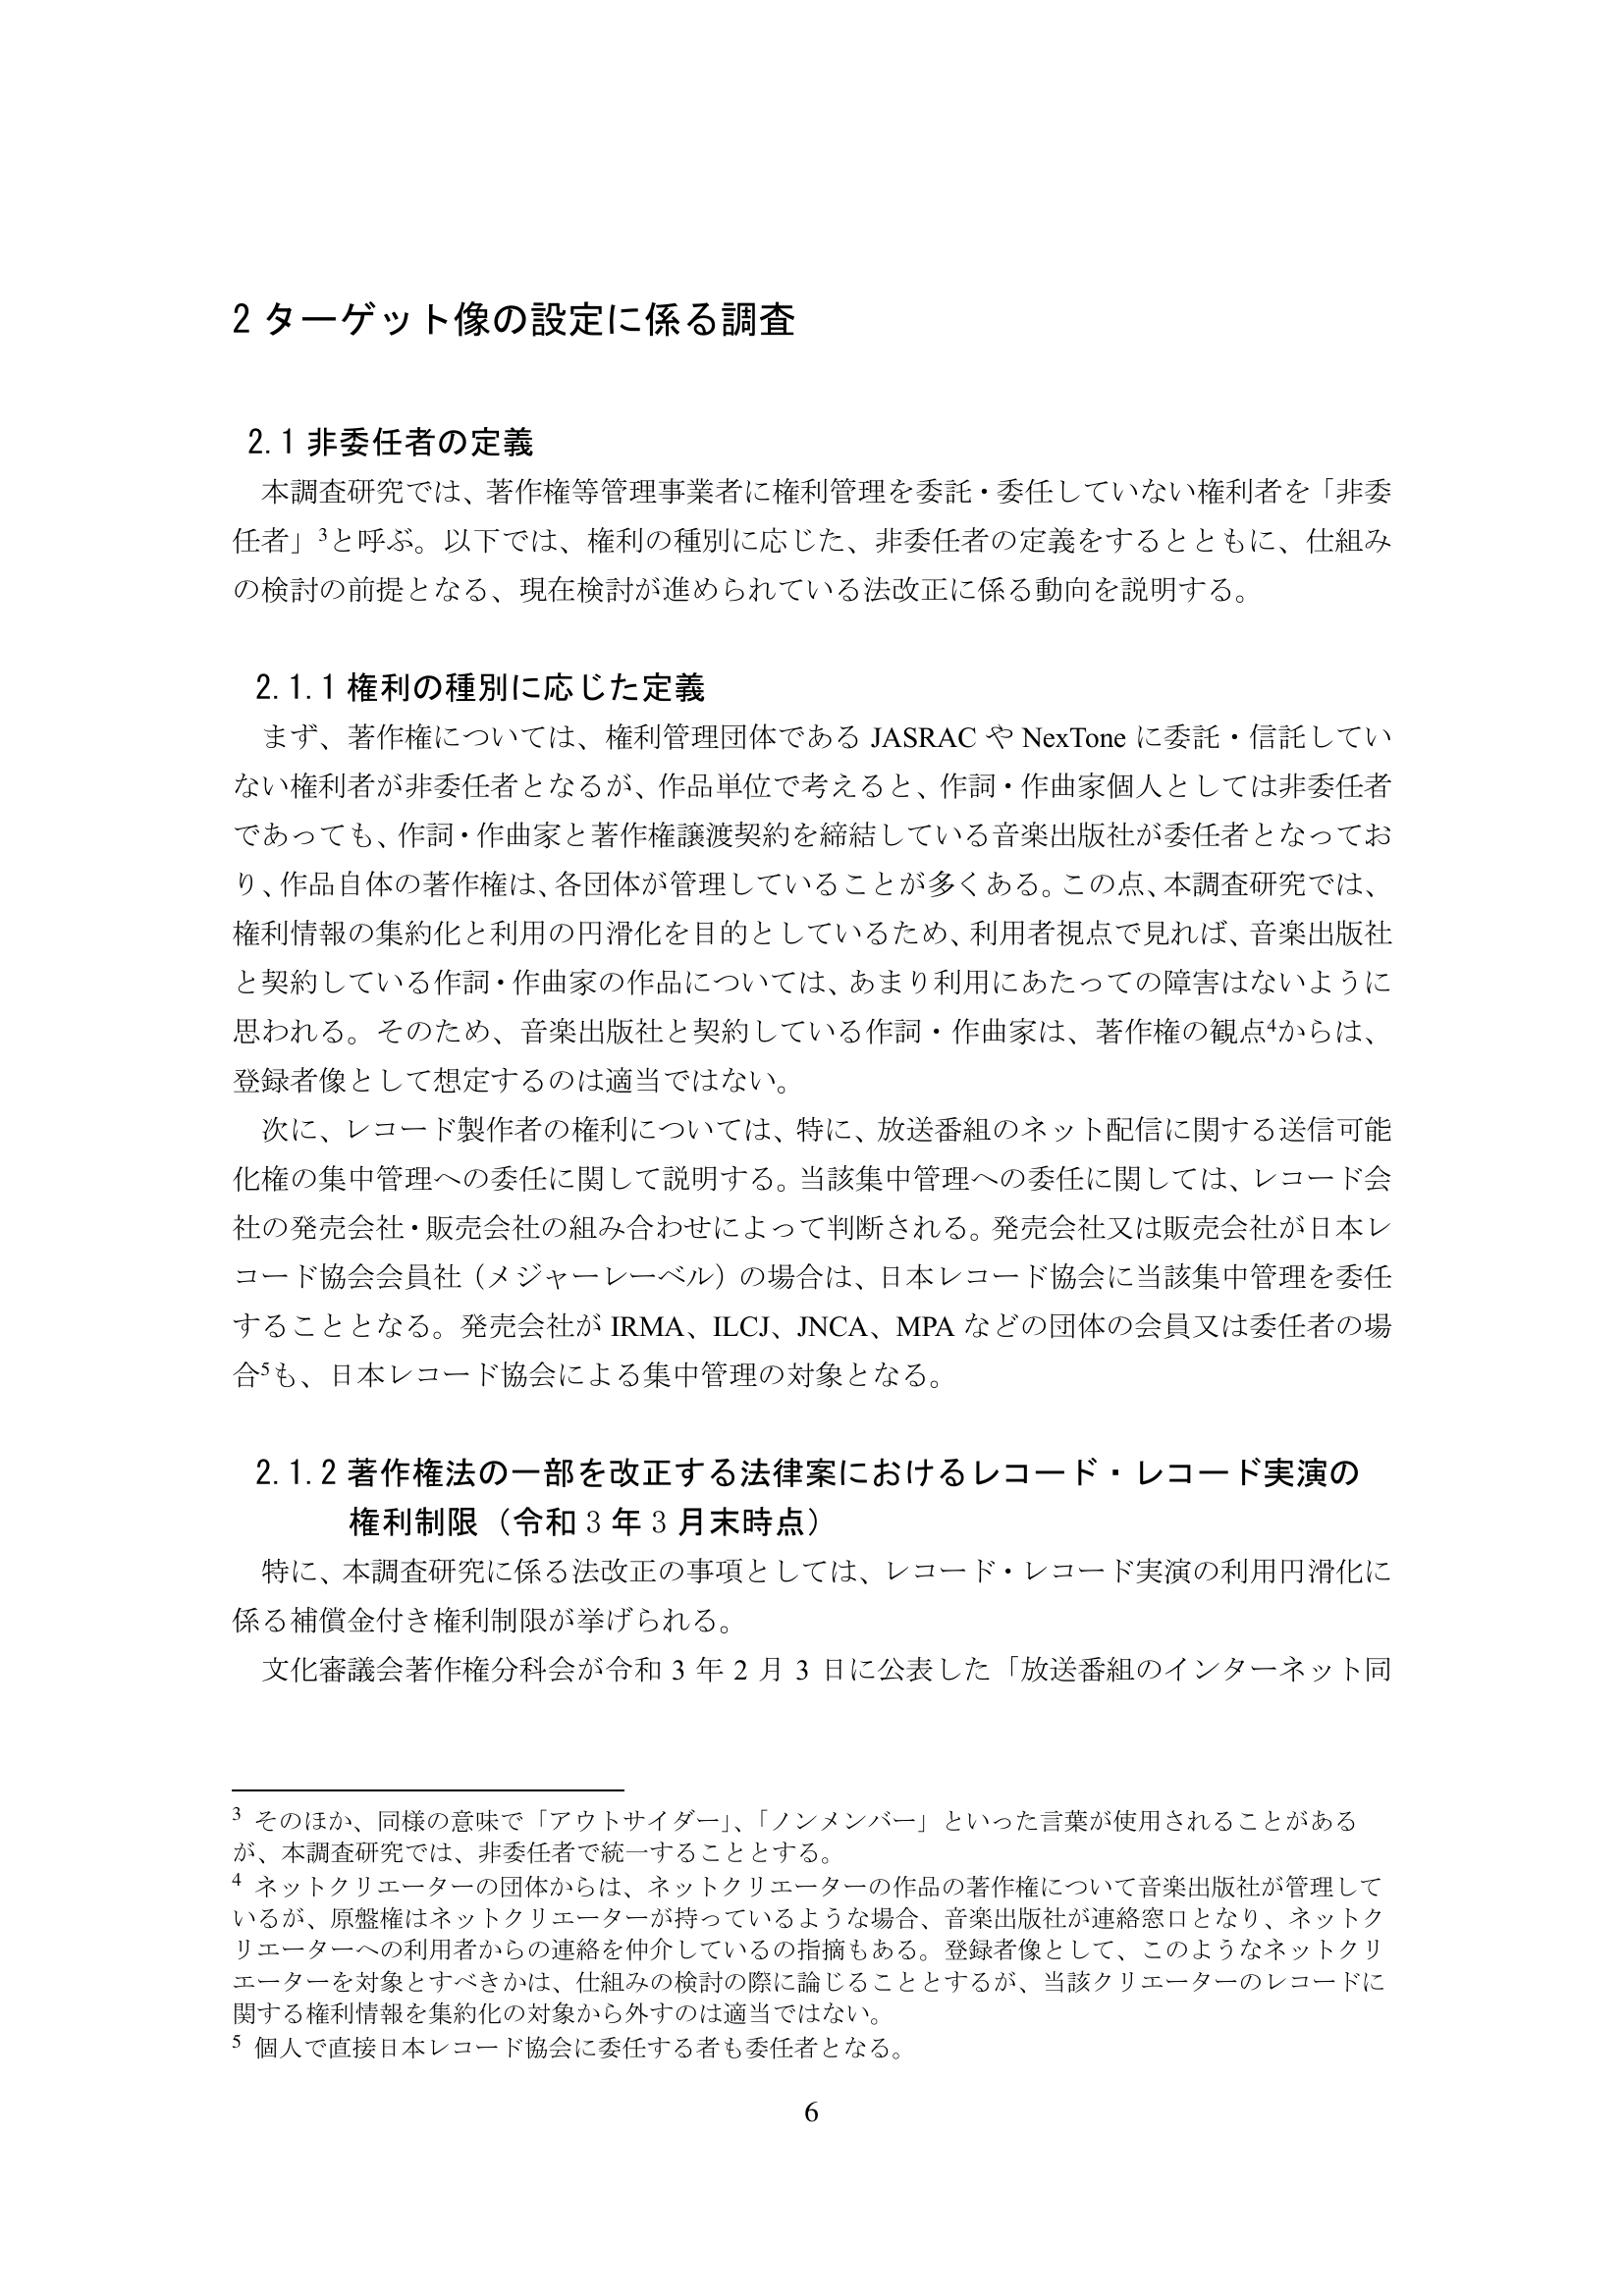 2 ターゲット像の設定に係る調査
2.1 非委任者の定義
本調査研究では、著作権等管理事業者に権利管理を委託・委任していない権利者を「非委
任者」3と呼ぶ。以下では、権利の種別に応じた、非委任者の定義をするとともに、仕組み
の検討の前提となる、現在検討が進められている法改正に係る動向を説明する。
2.1.1 権利の種別に応じた定義
まず、著作権については、権利管理団体である JASRAC や NexTone に委託・信託してい
ない権利者が非委任者となるが、作品単位で考えると、作詞・作曲家個人としては非委任者
であっても、作詞・作曲家と著作権譲渡契約を締結している音楽出版社が委任者となってお
り、作品自体の著作権は、各団体が管理していることが多くある。この点、本調査研究では、
権利情報の集約化と利用の円滑化を目的としているため、利用者視点で見れば、音楽出版社
と契約している作詞・作曲家の作品については、あまり利用にあたっての障害はないように
思われる。そのため、音楽出版社と契約している作詞・作曲家は、著作権の観点4からは、
登録者像として想定するのは適当ではない。
次に、レコード製作者の権利については、特に、放送番組のネット配信に関する送信可能
化権の集中管理への委任に関して説明する。当該集中管理への委任に関しては、レコード会
社の発売会社・販売会社の組み合わせによって判断される。発売会社又は販売会社が日本レ
コード協会会員社（メジャーレーベル）の場合は、日本レコード協会に当該集中管理を委任
することとなる。発売会社が IRMA、ILCJ、JNCA、MPA などの団体の会員又は委任者の場
合5も、日本レコード協会による集中管理の対象となる。
2.1.2 著作権法の一部を改正する法律案におけるレコード・レコード実演の
権利制限（令和 3 年 3 月末時点）
特に、本調査研究に係る法改正の事項としては、レコード・レコード実演の利用円滑化に
係る補償金付き権利制限が挙げられる。
文化審議会著作権分科会が令和 3 年 2 月 3 日に公表した「放送番組のインターネット同
3 そのほか、同様の意味で「アウトサイダー」、「ノンメンバー」といった言葉が使用されることがある
が、本調査研究では、非委任者で統一することとする。
4 ネットクリエーターの団体からは、ネットクリエーターの作品の著作権について音楽出版社が管理して
いるが、原盤権はネットクリエーターが持っているような場合、音楽出版社が連絡窓口となり、ネットク
リエーターへの利用者からの連絡を仲介しているの指摘もある。登録者像として、このようなネットクリ
エーターを対象とすべきかは、仕組みの検討の際に論じることとするが、当該クリエーターのレコードに
関する権利情報を集約化の対象から外すのは適当ではない。
5 個人で直接日本レコード協会に委任する者も委任者となる。
6